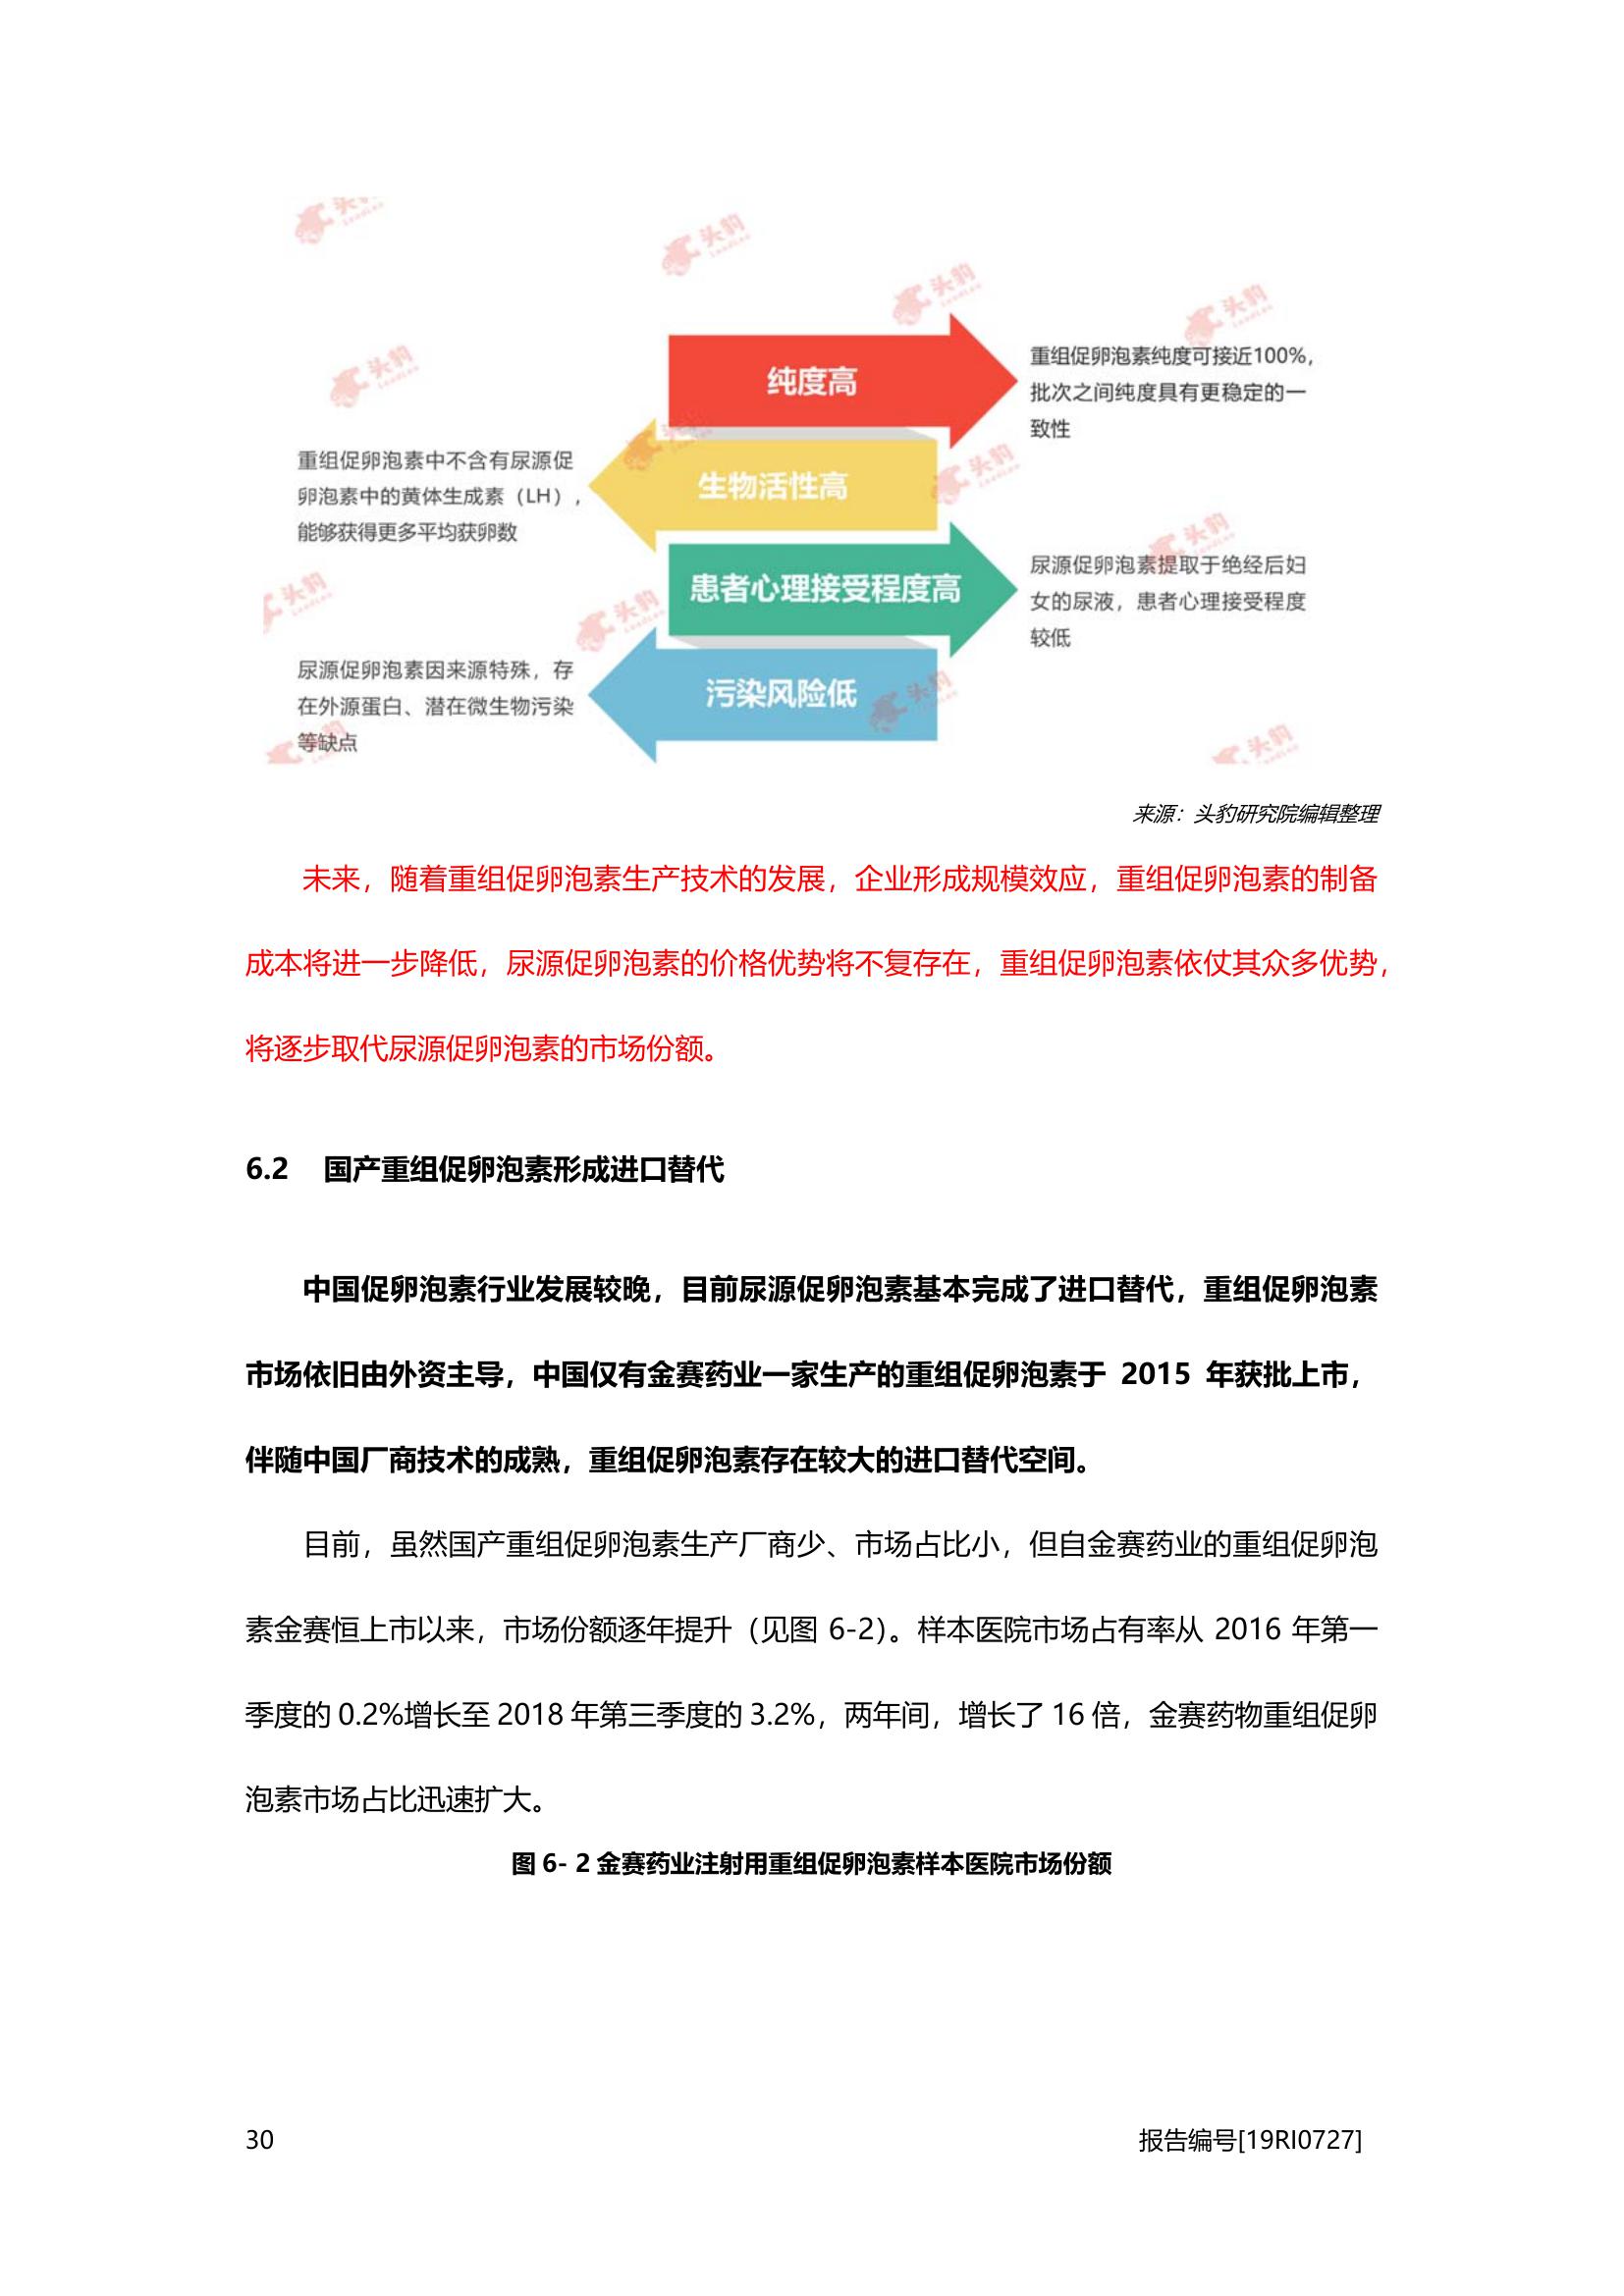 纯度高
重组促卵泡素纯度可接近100%，
批次之间纯度具有更稳定的一
致性
重组促卵泡素中不含有尿源促
卵泡素中的黄体生成素（LH），
能够获得更多平均获卵数
生物活性高
患者心理接受程度高
尿源促卵泡素提取于绝经后妇
女的尿液，患者心理接受程度
较低
尿源促卵泡素因来源特殊，存
在外源蛋白、潜在微生物污染
等缺点
污染风险低
来源：头豹研究院编辑整理
未来，随着重组促卵泡素生产技术的发展，企业形成规模效应，重组促卵泡素的制备
成本将进一步降低，尿源促卵泡素的价格优势将不复存在，重组促卵泡素依仗其众多优势，
将逐步取代尿源促卵泡素的市场份额。
6.2 国产重组促卵泡素形成进口替代
中国促卵泡素行业发展较晚，目前尿源促卵泡素基本完成了进口替代，重组促卵泡素
市场依旧由外资主导，中国仅有金赛药业一家生产的重组促卵泡素于 2015 年获批上市，
伴随中国厂商技术的成熟，重组促卵泡素存在较大的进口替代空间。
目前，虽然国产重组促卵泡素生产厂商少、市场占比小，但自金赛药业的重组促卵泡
素金赛恒上市以来，市场份额逐年提升（见图 6-2）。样本医院市场占有率从 2016 年第一
季度的 0.2%增长至 2018 年第三季度的 3.2%，两年间，增长了 16 倍，金赛药物重组促卵
泡素市场占比迅速扩大。
图 6- 2 金赛药业注射用重组促卵泡素样本医院市场份额
30 报告编号[19RI0727]